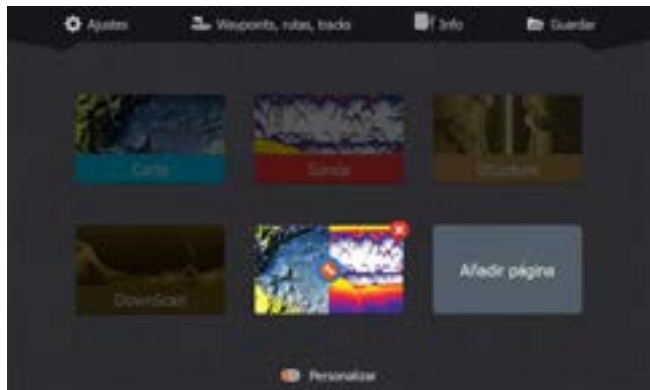 Ajustes
Waypoints, rutas, tracks
Info
Guardar
Carta
Sonda
Structure
DownScan
Añadir página
Personalizar